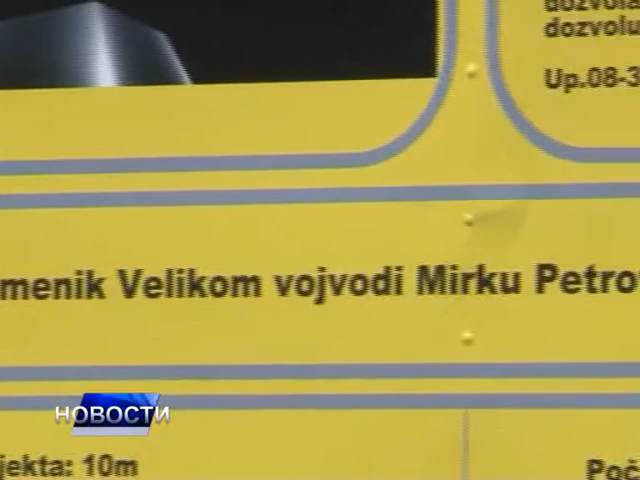 dozvola
dozvolu
Up.08-3
menik Velikom vojvodi Mirku Petro
НОВОСТИ
jekta: 10m
Poč